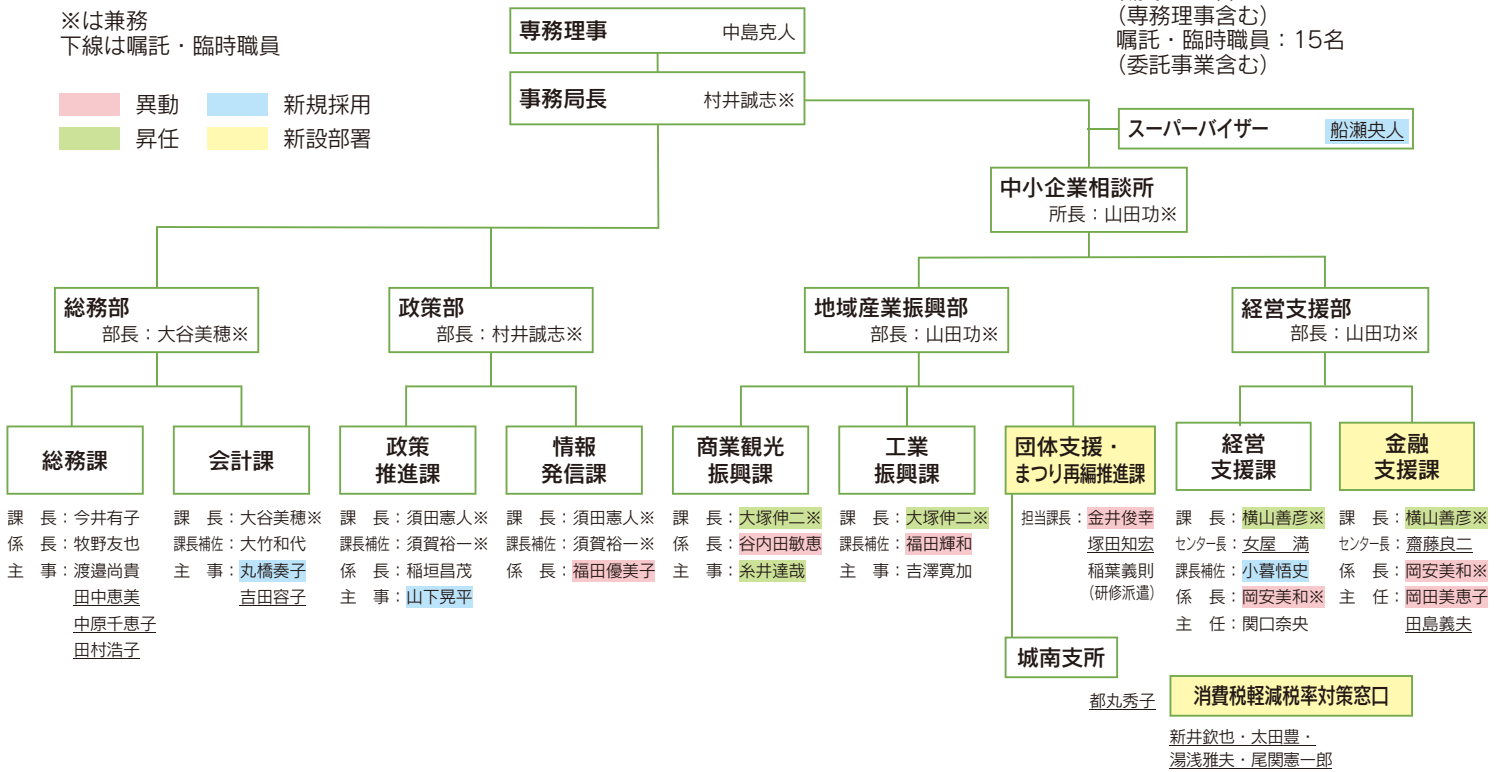 ※は兼務
下線は嘱託・臨時職員
異動
新規採用
昇任
新設部署
専務理事 中島克人
事務局長 村井誠志※
(専務理事含む)
嘱託・臨時職員：15名
(委託事業含む)
スーパーバイザー 船瀬央人
中小企業相談所
所長：山田功※
総務部
部長：大谷美穂※
政策部
部長：村井誠志※
地域産業振興部
部長：山田功※
経営支援部
部長：山田功※
総務課
課　長：今井有子
係　長：牧野友也
主　事：渡邉尚貴
田中恵美
中原千恵子
田村浩子
会計課
課　長：大谷美穂※
課長補佐：大竹和代
主　事：丸橋奏子
吉田容子
政策
推進課
課　長：須田憲人※
課長補佐：須賀裕一※
係　長：稲垣昌茂
主　事：山下晃平
情報
発信課
課　長：須田憲人※
課長補佐：須賀裕一※
係　長：福田優美子
商業観光
振興課
課　長：大塚伸二※
係　長：谷内田敏恵
主　事：糸井達哉
工業
振興課
課　長：大塚伸二※
課長補佐：福田輝和
主　事：吉澤寛加
団体支援・
まつり再編推進課
担当課長：金井俊幸
塚田知宏
稲葉義則
(研修派遣)
城南支所
都丸秀子
経営
支援課
課　長：横山善彦※
センター長：女屋　満
課長補佐：小暮悟史
係　長：岡安美和※
主　任：関口奈央
金融
支援課
課　長：横山善彦※
センター長：齋藤良二
係　長：岡安美和※
主　任：岡田美恵子
田島義夫
消費税軽減税率対策窓口
新井欽也・太田豊・
湯浅雅夫・尾関憲一郎